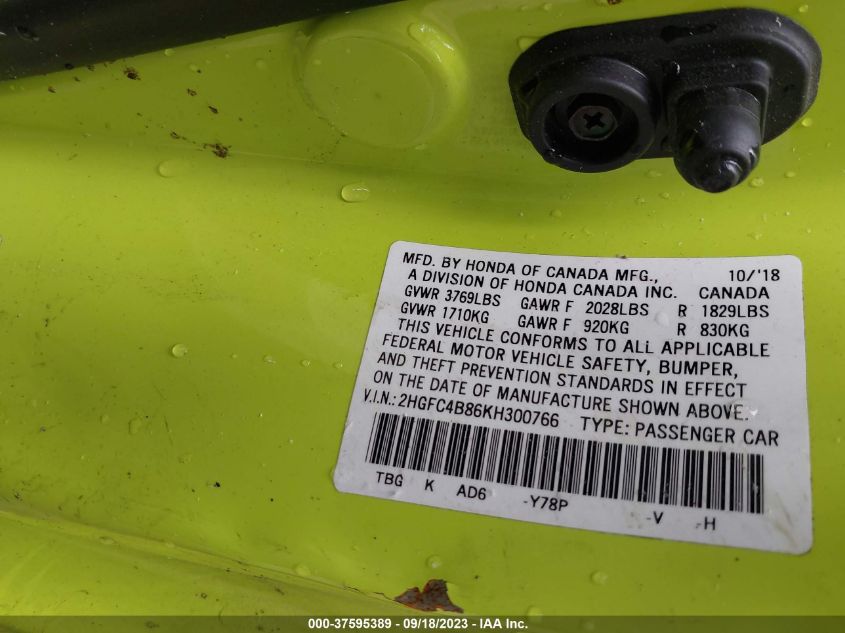 MFD. BY HONDA OF CANADA MFG., 10/'18
A DIVISION OF HONDA CANADA INC. CANADA
GVWR 3769LBS GAWR F 2028LBS R 1829LBS
GVWR 1710KG GAWR F 920KG R 830KG
THIS VEHICLE CONFORMS TO ALL APPLICABLE
FEDERAL MOTOR VEHICLE SAFETY, BUMPER,
AND THEFT PREVENTION STANDARDS IN EFFECT
ON THE DATE OF MANUFACTURE SHOWN ABOVE.
V.I.N.: 2HGFC4B86KH300766 TYPE: PASSENGER CAR
TBG K AD6 -Y78P -V -H
000-37595389 - 09/18/2023 - IAA Inc.